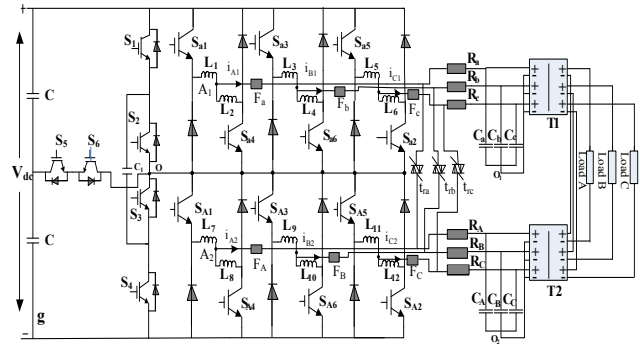 Sa1 Sa3 Sa5
S1
L1 L3 L5
A1 iA1 iB1 iC1
Fa Fb Fc
L2 L4 L6
Ra
Rb
Rc
T1
C
S2
Sa4 Sa6 Sa2
Ca Cb Cc
O1
S5 S6
Vdc
C1
o
tra trb trc
Load A
Load B
Load C
S3
SA1 SA3 SA5
L7 L9 L11
A2 iA2 iB2 iC2
FA FB FC
L8 L10 L12
RA
RB
RC
T2
C
S4
SA4 SA6 SA2
CA CB CC
O2
g